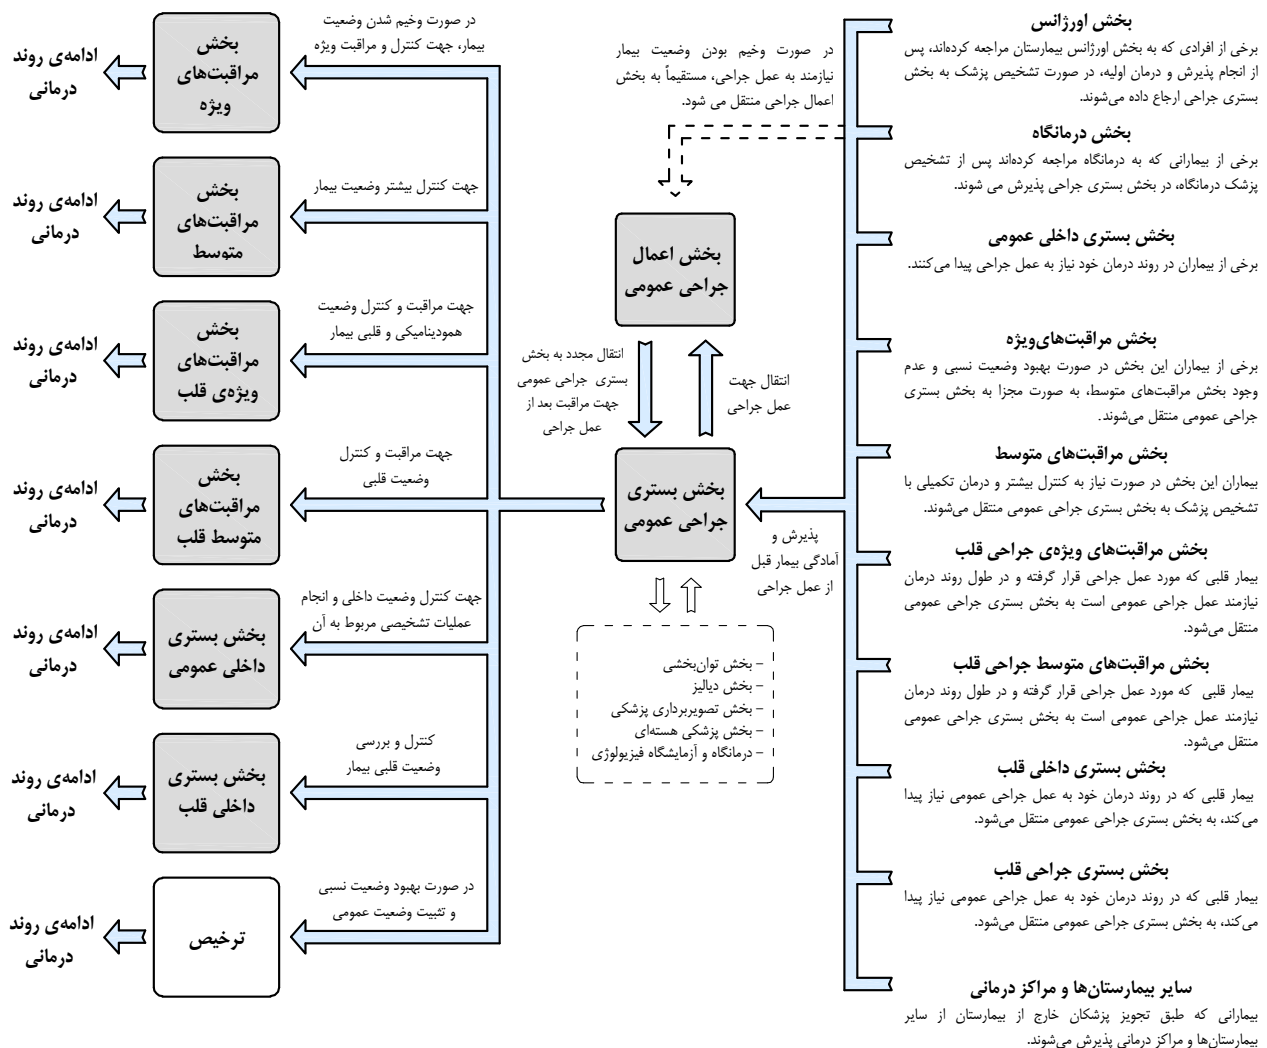 بخش اورژانس
برخی از افرادی که به بخش اورژانس بیمارستان مراجعه کرده‌اند، پس
از انجام پذیرش و درمان اولیه، در صورت تشخیص پزشک به بخش
بستری جراحی ارجاع داده می‌شوند.
بخش درمانگاه
برخی از بیمارانی که به درمانگاه مراجعه کرده‌اند پس از تشخیص
پزشک درمانگاه، در بخش بستری جراحی پذیرش می شوند.
بخش بستری داخلی عمومی
برخی از بیماران در روند درمان خود نیاز به عمل جراحی پیدا می‌کنند.
بخش مراقبت‌های‌ویژه
برخی از بیماران این بخش در صورت بهبود وضعیت نسبی و عدم
وجود بخش مراقبت‌های متوسط، به صورت مجزا به بخش بستری
جراحی عمومی منتقل می‌شوند.
بخش مراقبت‌های متوسط
بیماران این بخش در صورت نیاز به کنترل بیشتر و درمان تکمیلی با
تشخیص پزشک به بخش بستری جراحی عمومی منتقل می‌شوند.
بخش مراقبت‌های ویژه‌ی جراحی قلب
بیمار قلبی که مورد عمل جراحی قرار گرفته و در طول روند درمان
نیازمند عمل جراحی عمومی است به بخش بستری جراحی عمومی
منتقل می‌شود.
بخش مراقبت‌های متوسط جراحی قلب
بیمار قلبی که مورد عمل جراحی قرار گرفته و در طول روند درمان
نیازمند عمل جراحی عمومی است به بخش بستری جراحی عمومی
منتقل می‌شود.
بخش بستری داخلی قلب
بیمار قلبی که در روند درمان خود به عمل جراحی عمومی نیاز پیدا
می‌کند، به بخش بستری جراحی عمومی منتقل می‌شود.
بخش بستری جراحی قلب
بیمار قلبی که در روند درمان خود به عمل جراحی عمومی نیاز پیدا
می‌کند، به بخش بستری جراحی عمومی منتقل می‌شود.
سایر بیمارستان‌ها و مراکز درمانی
بیمارانی که طبق تجویز پزشکان خارج از بیمارستان از سایر
بیمارستان‌ها و مراکز درمانی پذیرش می‌شوند.
در صورت وخیم بودن وضعیت بیمار
نیازمند به عمل جراحی، مستقیماً به بخش
اعمال جراحی منتقل می شود.
بخش اعمال
جراحی عمومی
انتقال جهت
عمل جراحی
انتقال مجدد به بخش
بستری جراحی عمومی
جهت مراقبت بعد از
عمل جراحی
بخش بستری
جراحی عمومی
پذیرش و
آمادگی بیمار قبل
از عمل جراحی
– بخش توان‌بخشی
– بخش دیالیز
– بخش تصویربرداری پزشکی
– بخش پزشکی هسته‌ای
– درمانگاه و آزمایشگاه فیزیولوژی
در صورت وخیم شدن وضعیت
بیمار، جهت کنترل و مراقبت ویژه
بخش
مراقبت‌های
ویژه
ادامه‌ی روند
درمانی
جهت کنترل بیشتر وضعیت بیمار
بخش
مراقبت‌های
متوسط
ادامه‌ی روند
درمانی
جهت مراقبت و کنترل وضعیت
همودینامیکی و قلبی بیمار
بخش
مراقبت‌های
ویژه‌ی قلب
ادامه‌ی روند
درمانی
جهت مراقبت و کنترل
وضعیت قلبی
بخش
مراقبت‌های
متوسط قلب
ادامه‌ی روند
درمانی
جهت کنترل وضعیت داخلی و انجام
عملیات تشخیصی مربوط به آن
بخش بستری
داخلی عمومی
ادامه‌ی روند
درمانی
کنترل و بررسی
وضعیت قلبی بیمار
بخش بستری
داخلی قلب
ادامه‌ی روند
درمانی
در صورت بهبود وضعیت نسبی
و تثبیت وضعیت عمومی
ترخیص
ادامه‌ی روند
درمانی